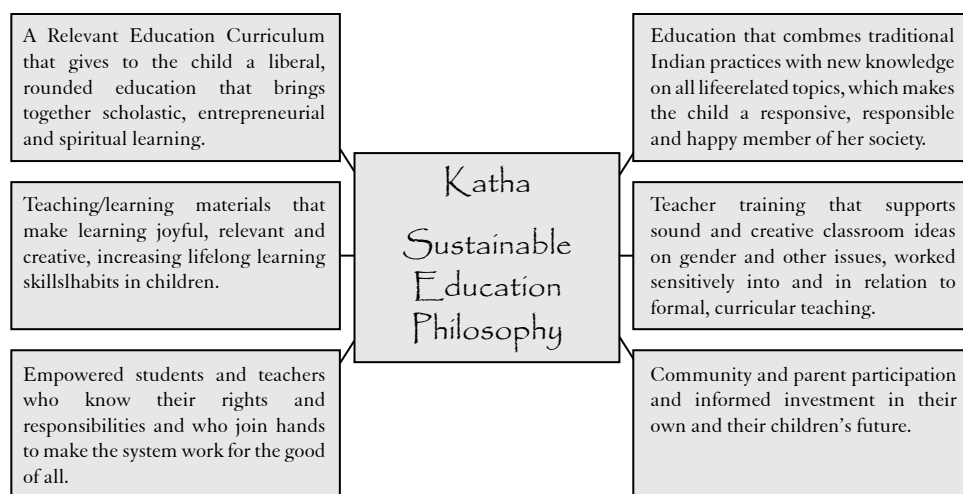 A Relevant Education Curriculum
that gives to the child a liberal,
rounded education that brings
together scholastic, entrepreneurial
and spiritual learning.
Teaching/learning materials that
make learning joyful, relevant and
creative, increasing lifelong learning
skillslhabits in children.
Empowered students and teachers
who know their rights and
responsibilities and who join hands
to make the system work for the good
of all.
Katha
Sustainable
Education
Philosophy
Education that combmes traditional
Indian practices with new knowledge
on all lifeerelated topics, which makes
the child a responsive, responsible
and happy member of her society.
Teacher training that supports
sound and creative classroom ideas
on gender and other issues, worked
sensitively into and in relation to
formal, curricular teaching.
Community and parent participation
and informed investment in their
own and their children's future.